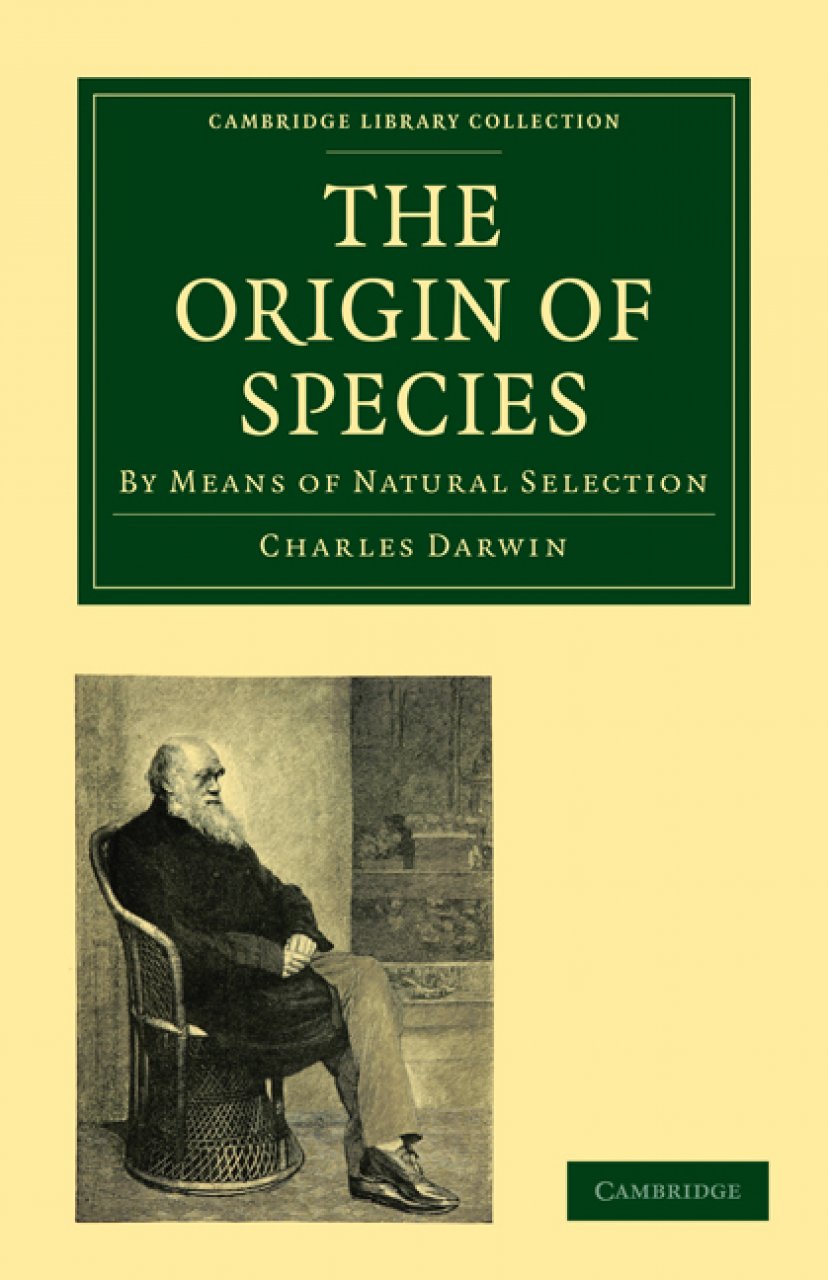 CAMBRIDGE LIBRARY COLLECTION
THE
ORIGIN OF
SPECIES
BY MEANS OF NATURAL SELECTION
CHARLES DARWIN
CAMBRIDGE